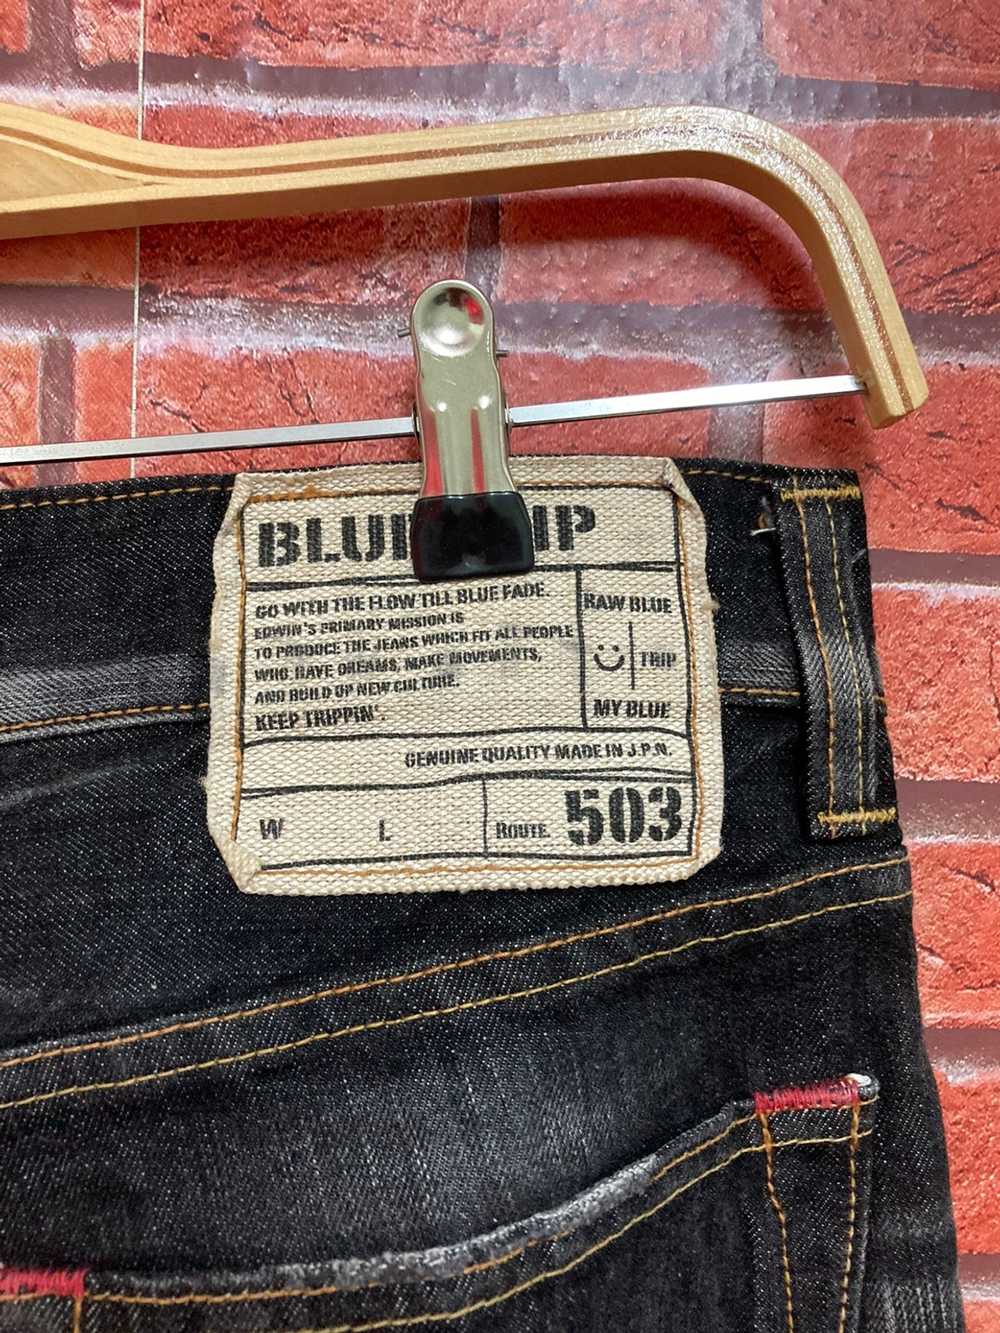 BLUE TRIP
GO WITH THE FLOW TILL BLUE FADE.
EDWIN'S PRIMARY MISSION IS
TO PRODUCE THE JEANS WHICH FIT ALL PEOPLE
WHO HAVE DREAMS, MAKE MOVEMENTS,
AND BUILD UP NEW CULTURE.
KEEP TRIPPIN'.
RAW BLUE
TRIP
MY BLUE
GENUINE QUALITY MADE IN J.P.N.
W L
ROUTE. 503